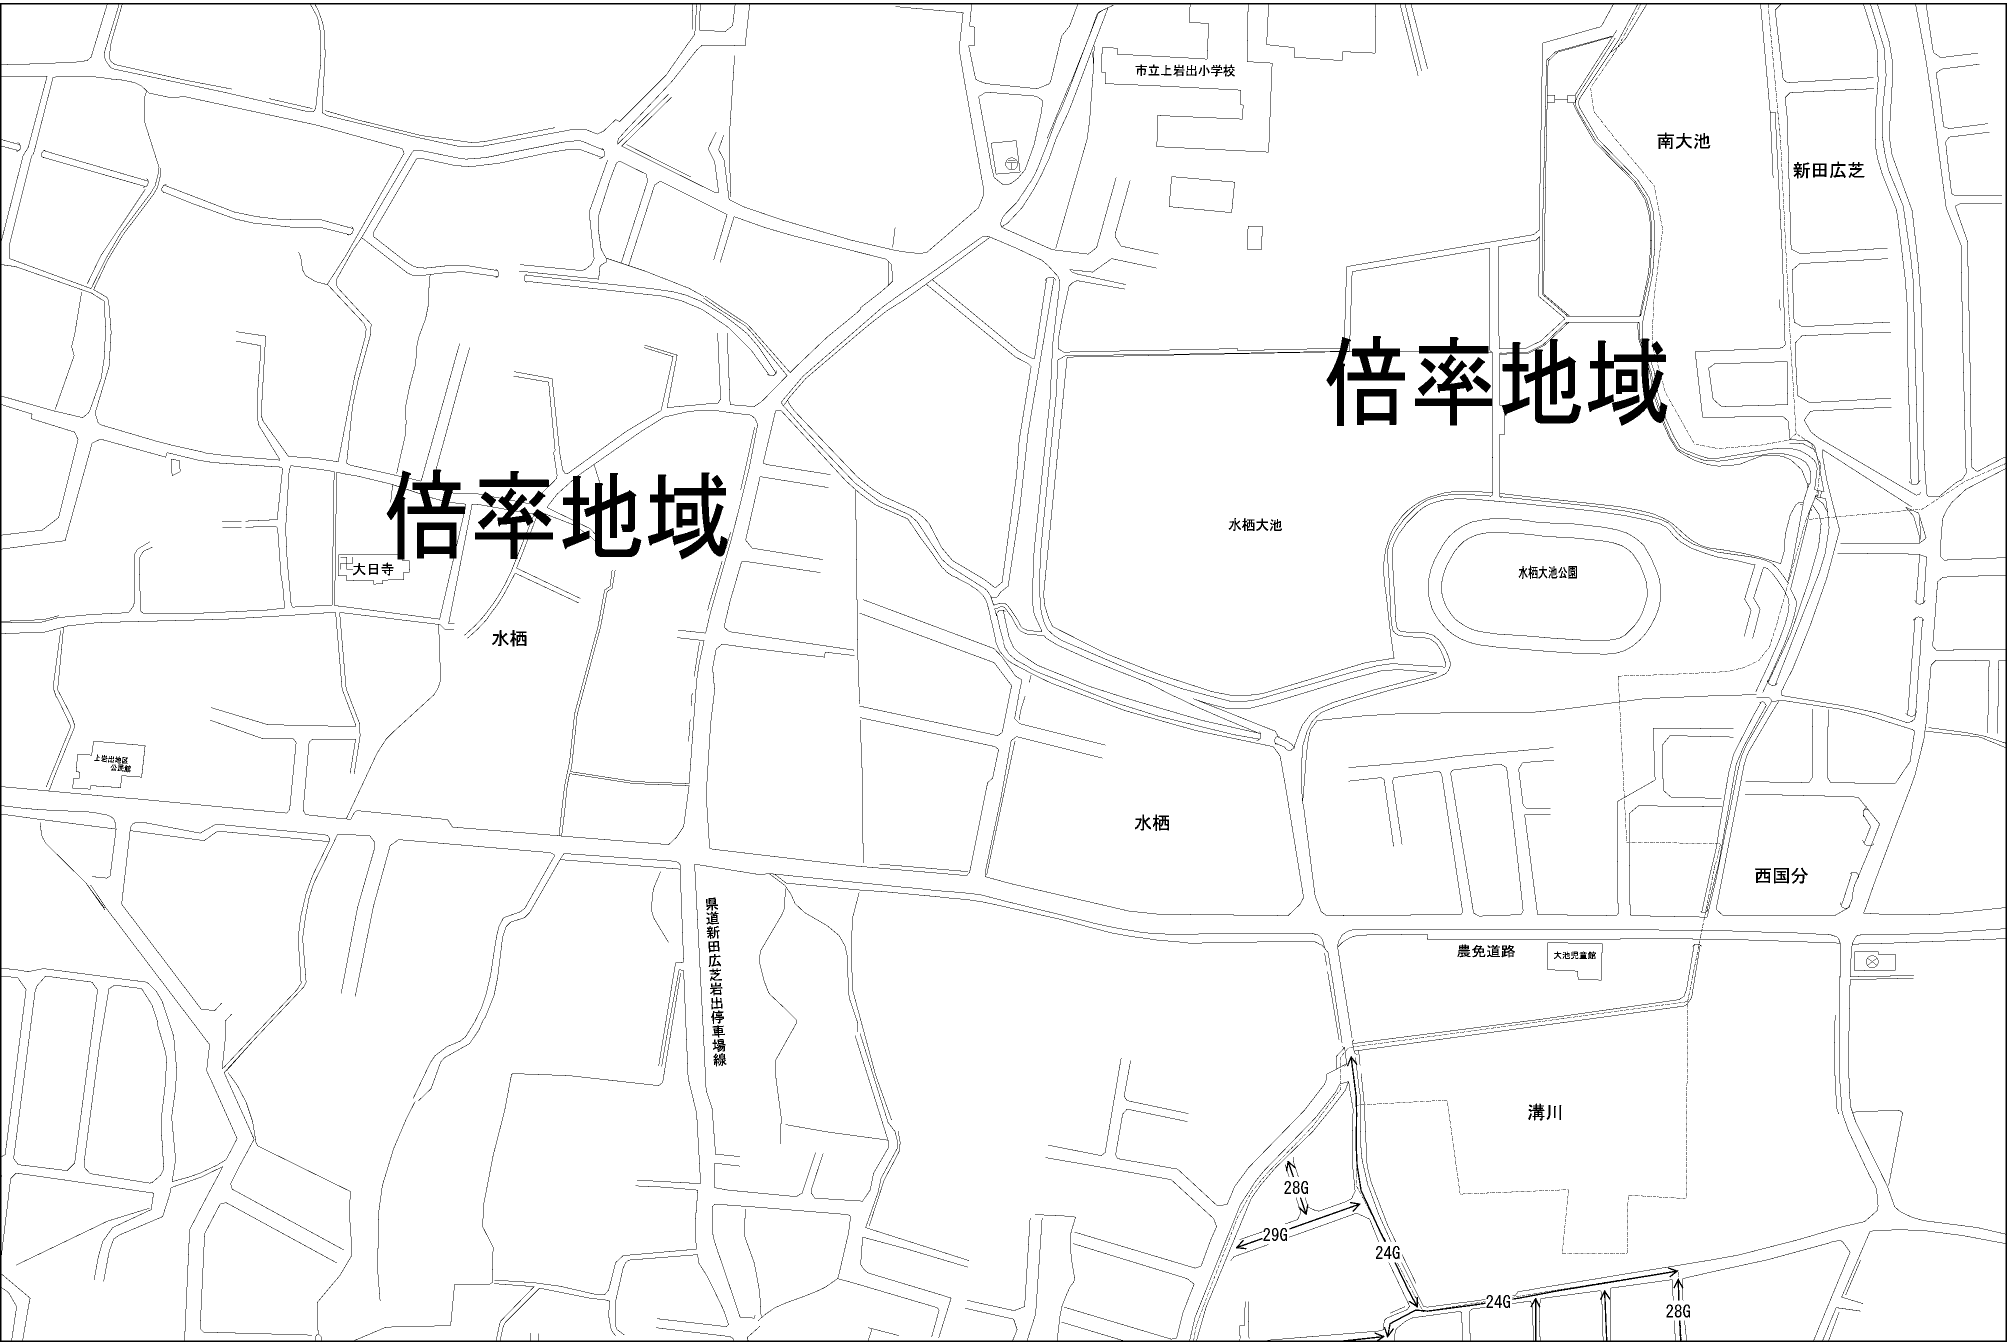 市立上岩出小学校
南大池
新田広芝
倍率地域
倍率地域
水栖大池
水栖大池公園
大日寺
水栖
上岩出地区
公民館
水栖
西国分
県道新田広芝岩出停車場線
農免道路
大池児童館
溝川
28G
29G
24G
24G
28G